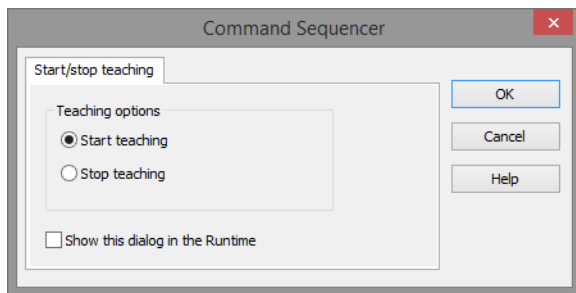 Command Sequencer
Start/stop teaching
Teaching options
Start teaching
Stop teaching
Show this dialog in the Runtime
OK
Cancel
Help